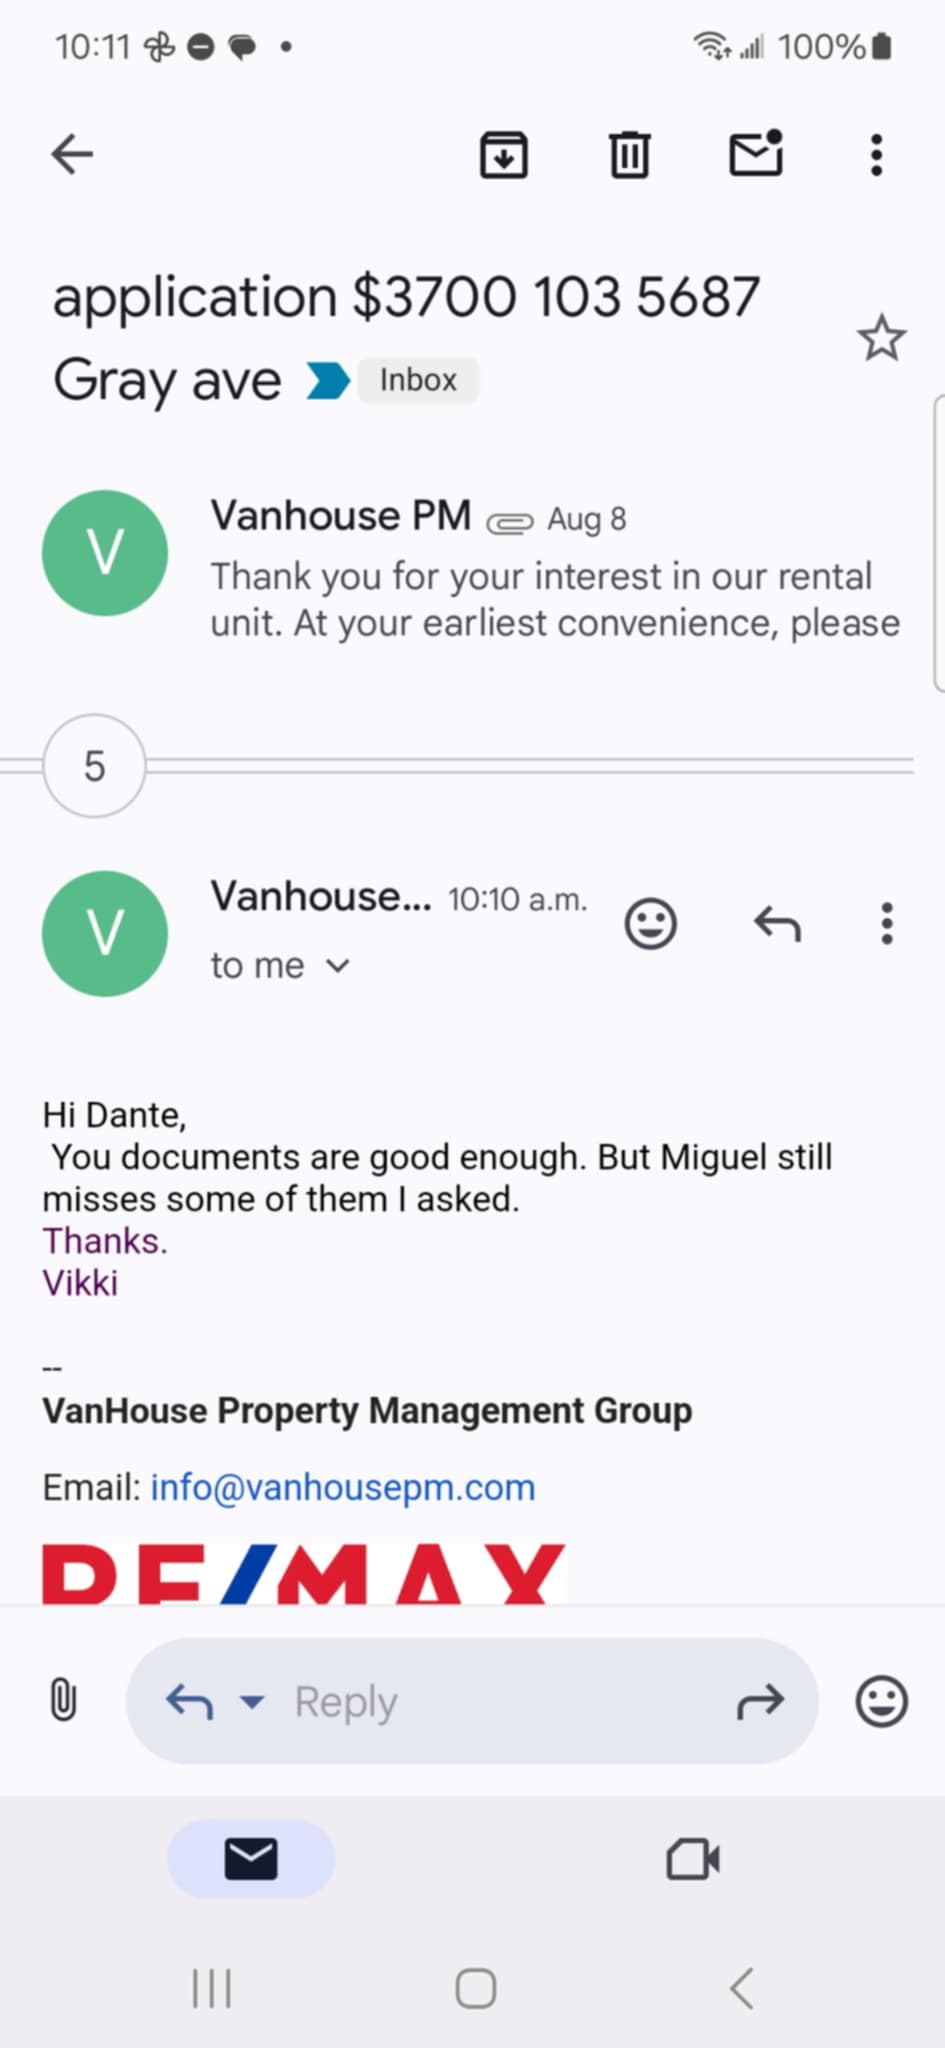 10:11
100%
application $3700 103 5687
Gray ave Inbox
V
Vanhouse PM Aug 8
Thank you for your interest in our rental
unit. At your earliest convenience, please
5
V
Vanhouse... 10:10 a.m.
to me
Hi Dante,
You documents are good enough. But Miguel still
misses some of them I asked.
Thanks.
Vikki
--
VanHouse Property Management Group
Email: info@vanhousepm.com
RE/MAX
Reply